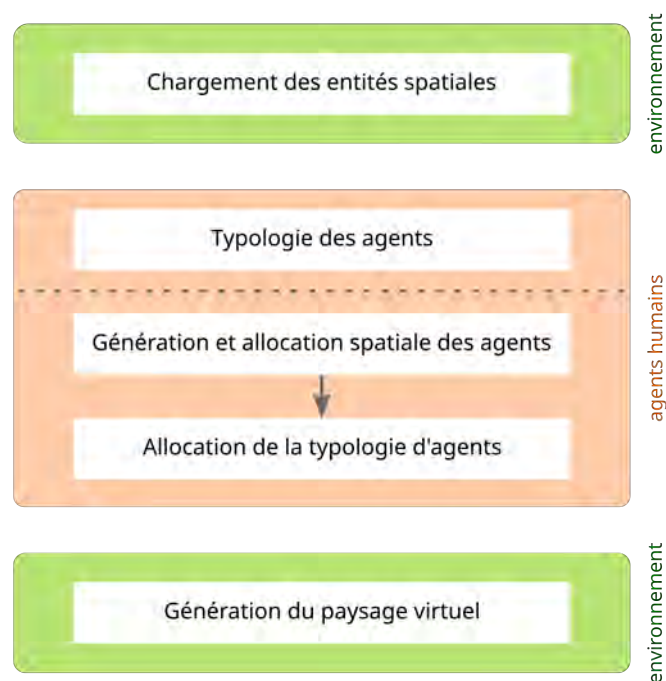 Chargement des entités spatiales
environnement
Typologie des agents
Génération et allocation spatiale des agents
Allocation de la typologie d'agents
agents humains
Génération du paysage virtuel
environnement